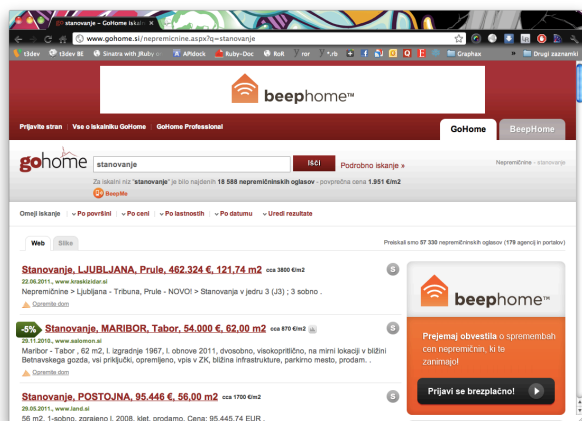 stanovanje – GoHome iskaln
www.gohome.si/nepremicnine.aspx?q=stanovanje
t3dev t3dev BE Sinatra with JRuby o APIdock Ruby-Doc RoR ror *.rb Graphax Drugi zaznamki
beephome™
Prijavite stran Vse o iskalniku GoHome GoHome Professional
GoHome BeepHome
gohome stanovanje IŠČI Podrobno iskanje » Nepremičnine - stanovanje
Za iskalni niz "stanovanje" je bilo najdenih 18 588 nepremičninskih oglasov - povprečna cena 1.951 €/m2
BeepMe
Omeji iskanje Po površini Po ceni Po lastnostih Po datumu Uredi rezultate
Web Slike Preiskali smo 57 330 nepremičninskih oglasov (179 agencij in portalov)
Stanovanje, LJUBLJANA, Prule, 462.324 €, 121,74 m2 cca 3800 €/m2 S
22.06.2011., www.kraskizidar.si
Nepremičnine > Ljubljana - Tribuna, Prule - NOVO! > Stanovanja v jedru 3 (J3) ; 3 sobno .
Opremite dom
-5% Stanovanje, MARIBOR, Tabor, 54.000 €, 62,00 m2 cca 870 €/m2 S
29.11.2010., www.salomon.si
Maribor - Tabor , 62 m2, l. izgradnje 1967, l. obnove 2011, dvosobno, visokopritlično, na mirni lokaciji v bližini
Betnavskega gozda, vsi priključki, opremljeno, vpis v ZK, bližina infrastrukture, parkirno mesto, prodam. .
Opremite dom
Stanovanje, POSTOJNA, 95.446 €, 56,00 m2 cca 1700 €/m2 S
29.05.2011., www.land.si
56 m2, 1-sobno, zgrajeno l. 2008, klet, prodamo. Cena: 95.445,74 EUR .
beephome™
Prejemaj obvestila o spremembah
cen nepremičnin, ki te
zanimajo!
Prijavi se brezplačno!